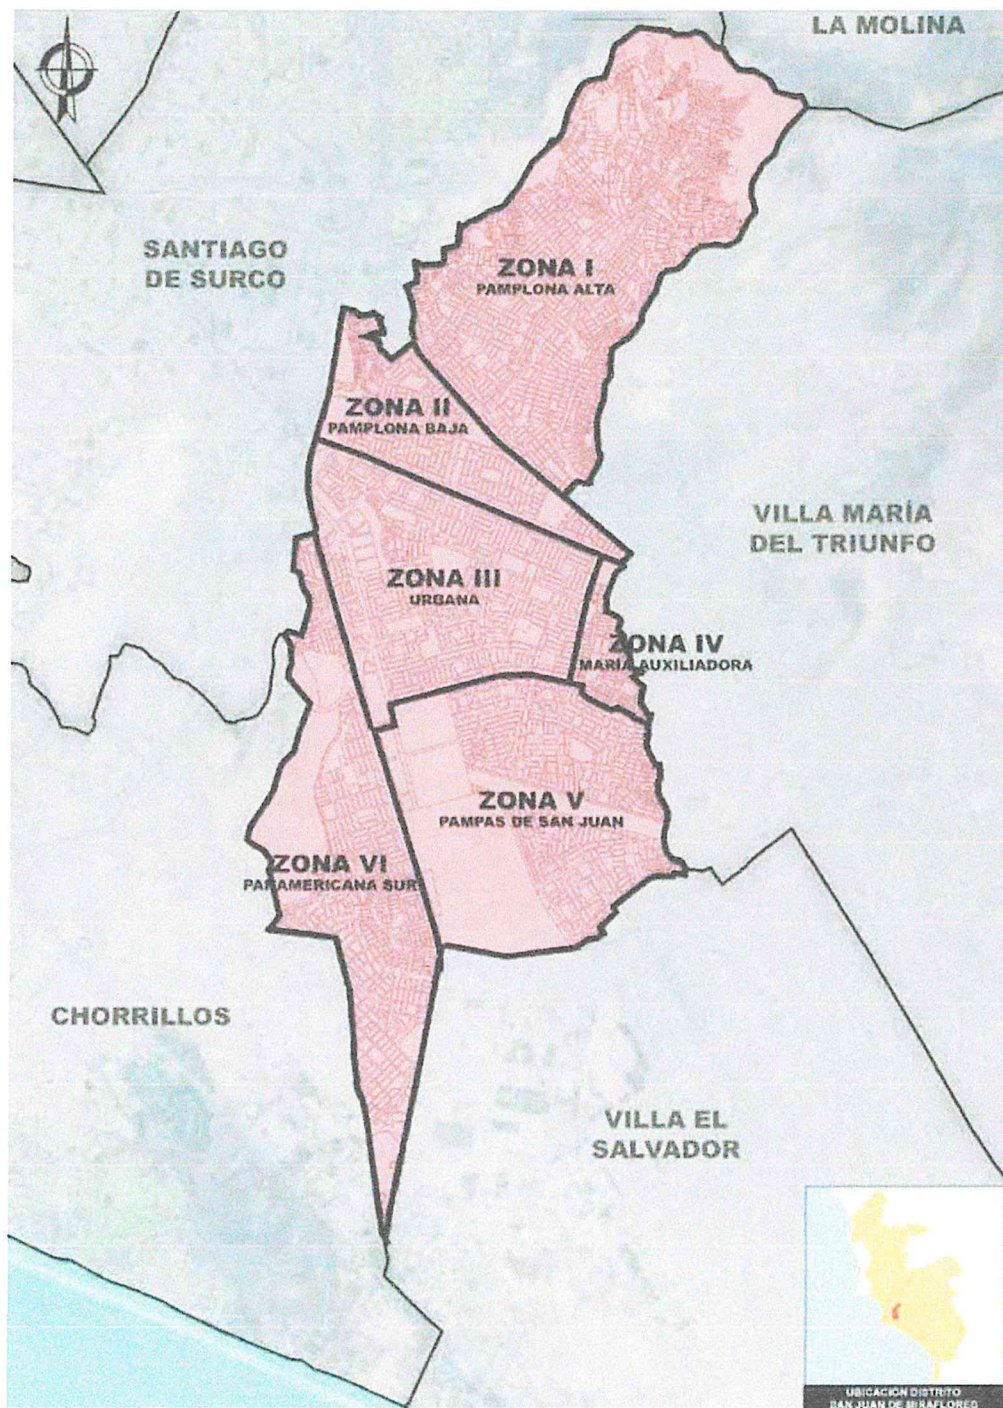 LA MOLINA
SANTIAGO
DE SURCO
ZONA I
PAMPLONA ALTA
ZONA II
PAMPLONA BAJA
VILLA MARÍA
DEL TRIUNFO
ZONA III
URBANA
ZONA IV
MARÍA AUXILIADORA
ZONA V
PAMPAS DE SAN JUAN
ZONA VI
PANAMERICANA SUR
CHORRILLOS
VILLA EL
SALVADOR
UBICACIÓN DISTRITO
SAN JUAN DE MIRAFLORES